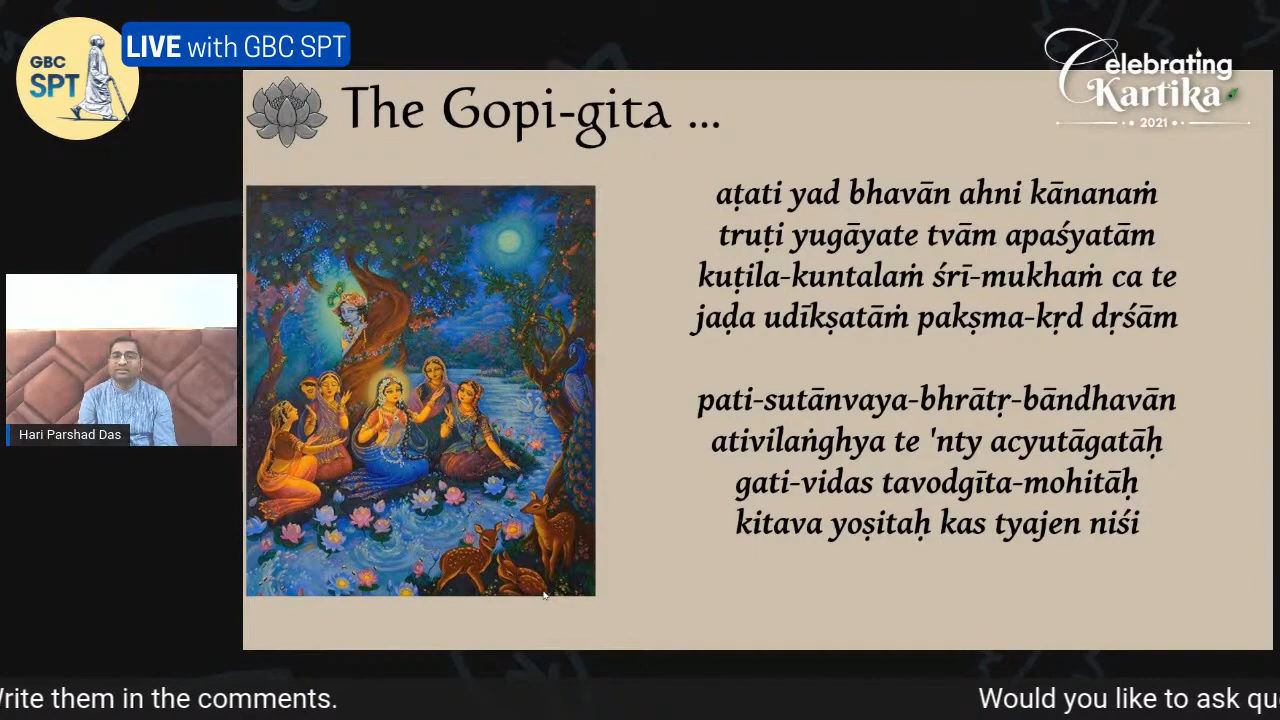 GBC
SPT
LIVE with GBC SPT
Celebrating
Kartika
2021
The Gopi-gita ...
aṭati yad bhavān ahni kānanaṁ
truṭi yugāyate tvām apaśyatām
kuṭila-kuntalaṁ śrī-mukhaṁ ca te
jaḍa udīkṣatāṁ pakṣma-kṛd dṛśām
pati-sutānvaya-bhrātṛ-bāndhavān
ativilaṅghya te 'nty acyutāgatāḥ
gati-vidas tavodgīta-mohitāḥ
kitava yoṣitaḥ kas tyajen niśi
Hari Parshad Das
them in the comments. Would you like to ask